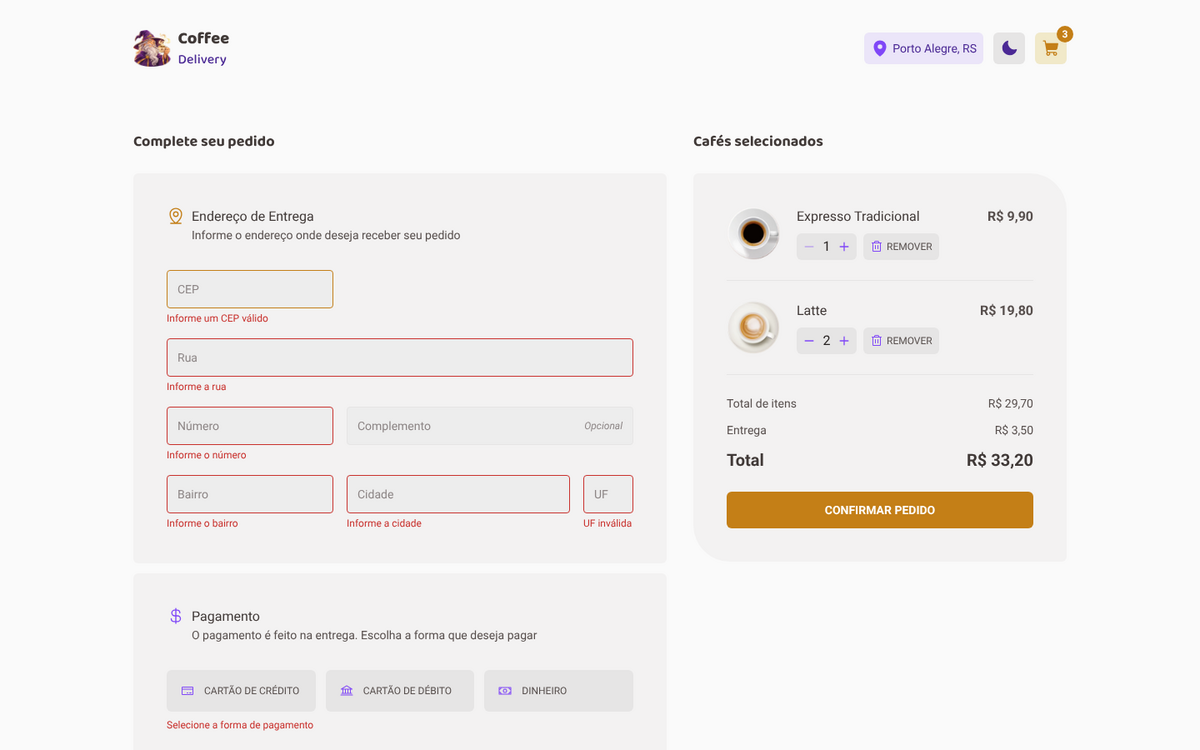 Coffee
Delivery
Porto Alegre, RS
3
Complete seu pedido
Endereço de Entrega
Informe o endereço onde deseja receber seu pedido
CEP
Informe um CEP válido
Rua
Informe a rua
Número
Complemento
Opcional
Informe o número
Bairro
Cidade
UF
Informe o bairro
Informe a cidade
UF inválida
Pagamento
O pagamento é feito na entrega. Escolha a forma que deseja pagar
CARTÃO DE CRÉDITO
CARTÃO DE DÉBITO
DINHEIRO
Selecione a forma de pagamento
Cafés selecionados
Expresso Tradicional
R$ 9,90
1
REMOVER
Latte
R$ 19,80
2
REMOVER
Total de itens
R$ 29,70
Entrega
R$ 3,50
Total
R$ 33,20
CONFIRMAR PEDIDO